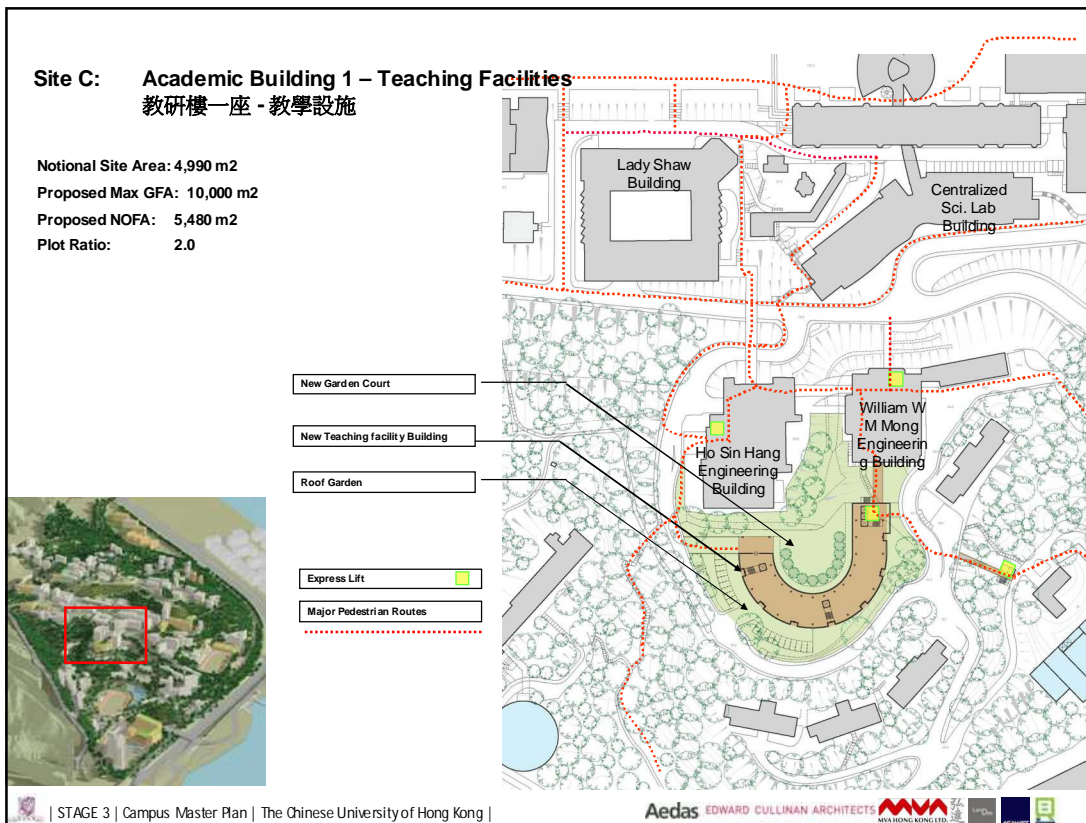 Site C: Academic Building 1 – Teaching Facilities
教研樓一座 - 教學設施
Notional Site Area: 4,990 m2
Proposed Max GFA: 10,000 m2
Proposed NOFA: 5,480 m2
Plot Ratio: 2.0
Lady Shaw
Building
Centralized
Sci. Lab
Building
New Garden Court
New Teaching facility Building
Roof Garden
Ho Sin Hang
Engineering
Building
William W
M Mong
Engineerin
g Building
Express Lift
Major Pedestrian Routes
| STAGE 3 | Campus Master Plan | The Chinese University of Hong Kong |
Aedas EDWARD CULLINAN ARCHITECTS MVA
MVA HONG KONG LTD.